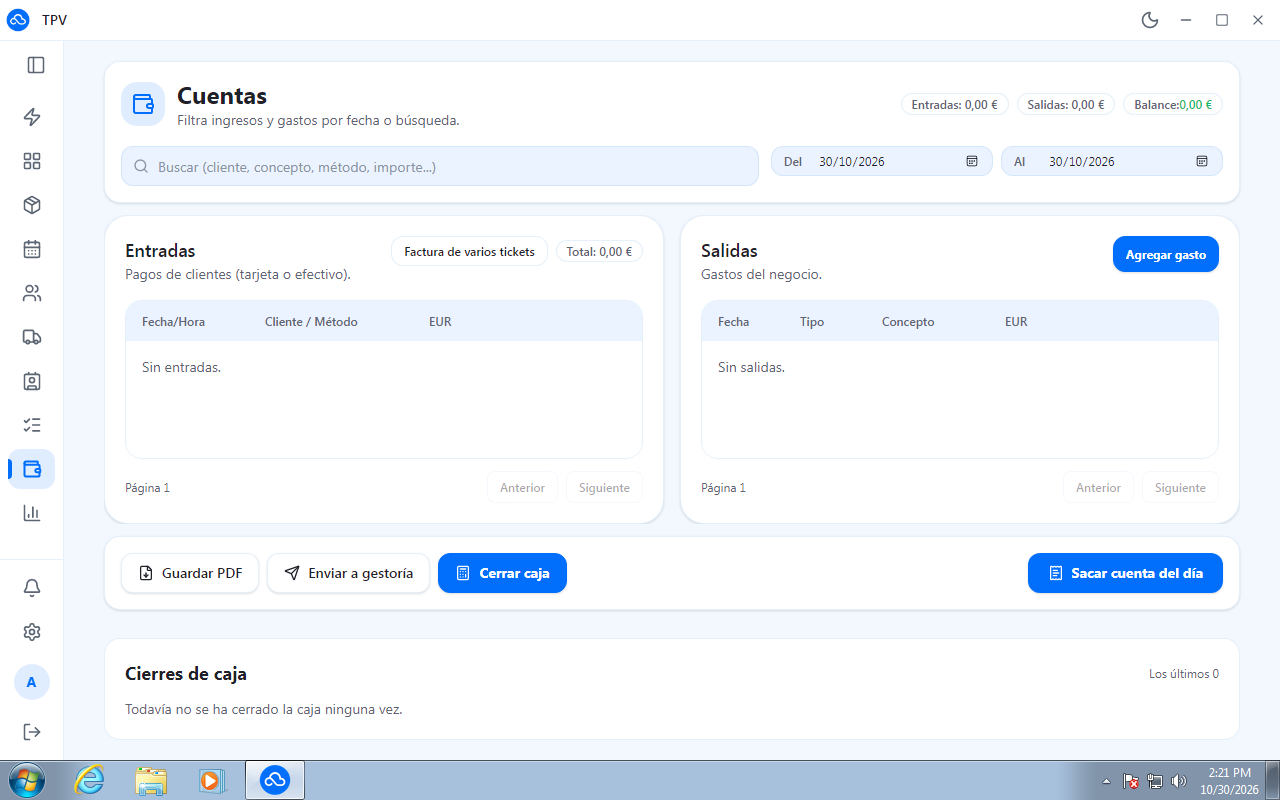 TPV
Cuentas
Filtra ingresos y gastos por fecha o búsqueda.
Entradas: 0,00 €
Salidas: 0,00 €
Balance:0,00 €
Buscar (cliente, concepto, método, importe...)
Del 30/10/2026
Al 30/10/2026
Entradas
Pagos de clientes (tarjeta o efectivo).
Factura de varios tickets
Total: 0,00 €
Fecha/Hora Cliente / Método EUR
Sin entradas.
Página 1
Anterior
Siguiente
Salidas
Gastos del negocio.
Agregar gasto
Fecha Tipo Concepto EUR
Sin salidas.
Página 1
Anterior
Siguiente
Guardar PDF
Enviar a gestoría
Cerrar caja
Sacar cuenta del día
Cierres de caja
Los últimos 0
Todavía no se ha cerrado la caja ninguna vez.
A
2:21 PM
10/30/2026